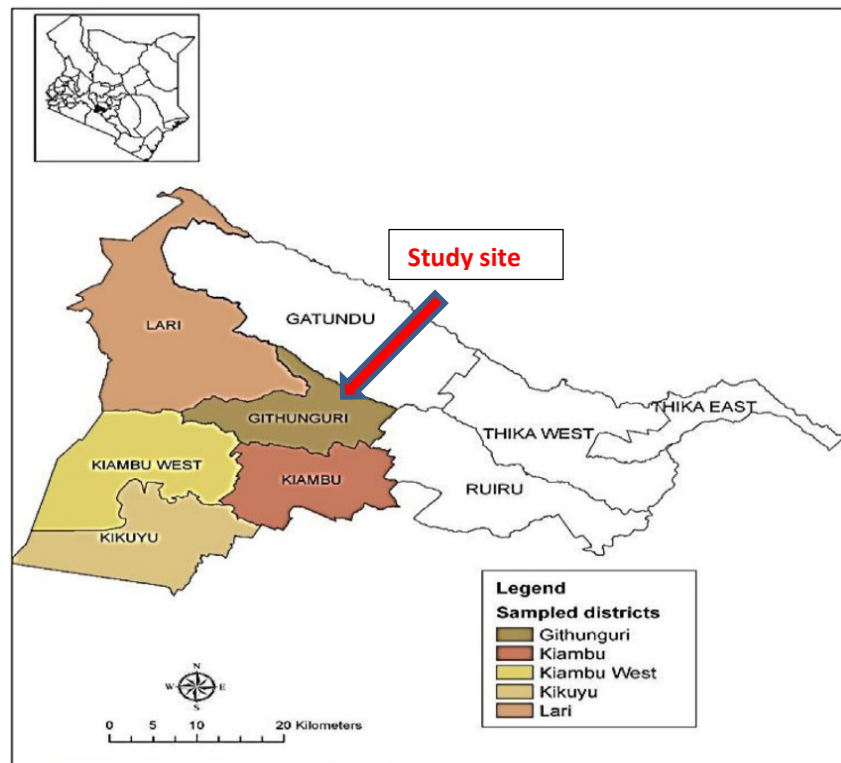 Study site
GATUNDU
LARI
THIKA EAST
GITHUNGURI
THIKA WEST
KIAMBU WEST
KIAMBU
RUIRU
KIKUYU
Legend
Sampled districts
Githunguri
Kiambu
Kiambu West
Kikuyu
Lari
N
W E
S
0 5 10 20 Kilometers